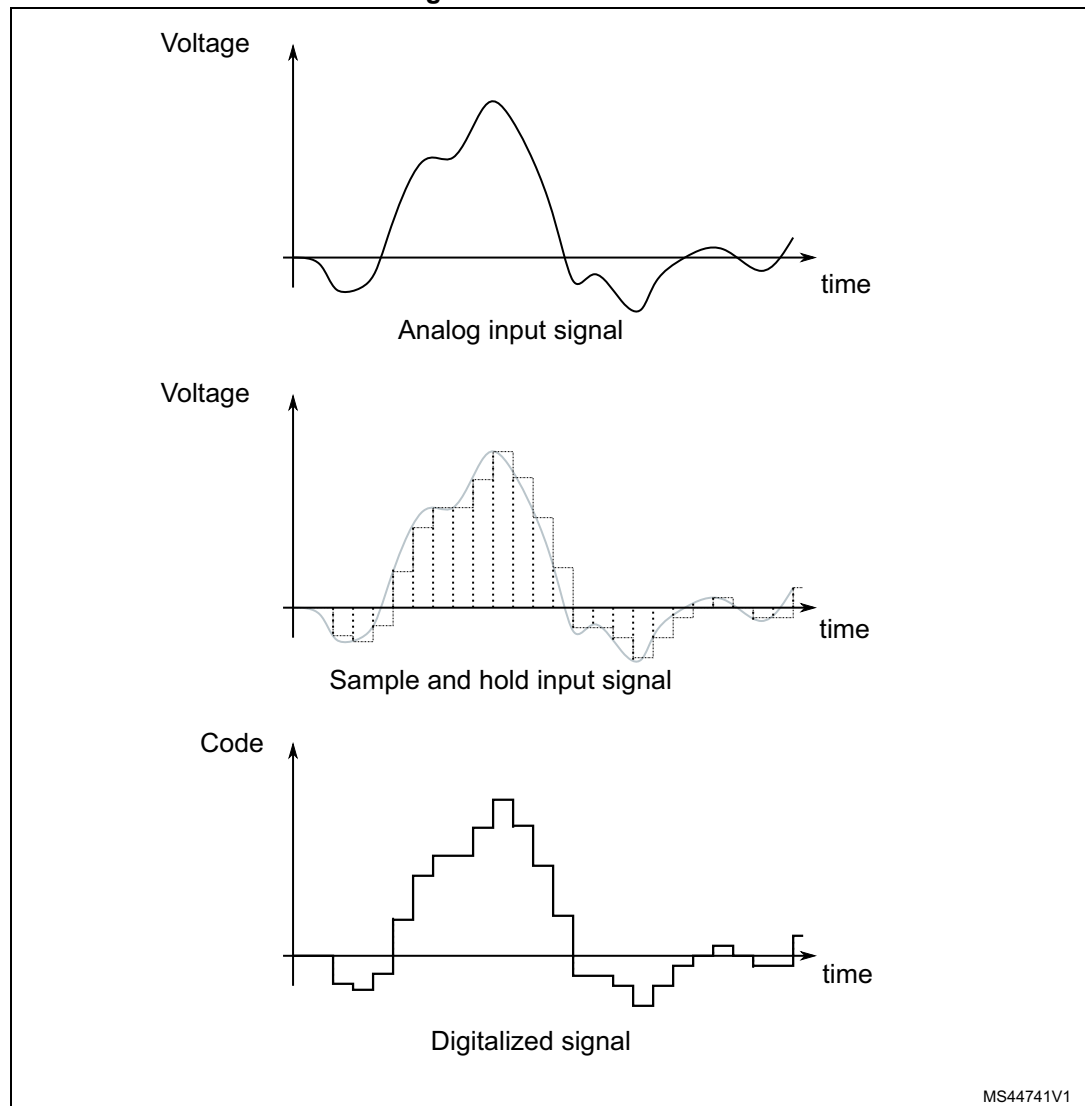 Voltage
time
Analog input signal
Voltage
time
Sample and hold input signal
Code
time
Digitalized signal
MS44741V1